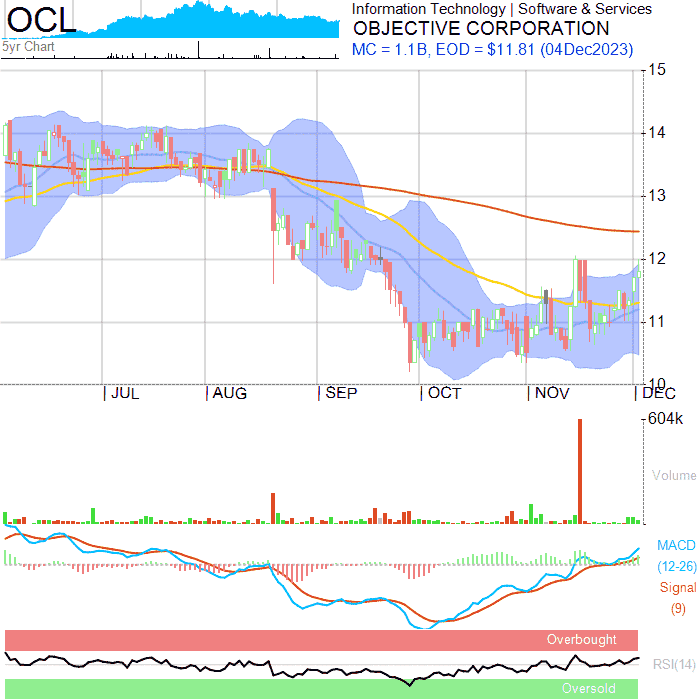 OCL
5yr Chart
Information Technology | Software & Services
OBJECTIVE CORPORATION
MC = 1.1B, EOD = $11.81 (04Dec2023)
15
14
13
12
11
10
JUL
AUG
SEP
OCT
NOV
DEC
604k
Volume
MACD
(12-26)
Signal
(9)
Overbought
RSI(14)
Oversold